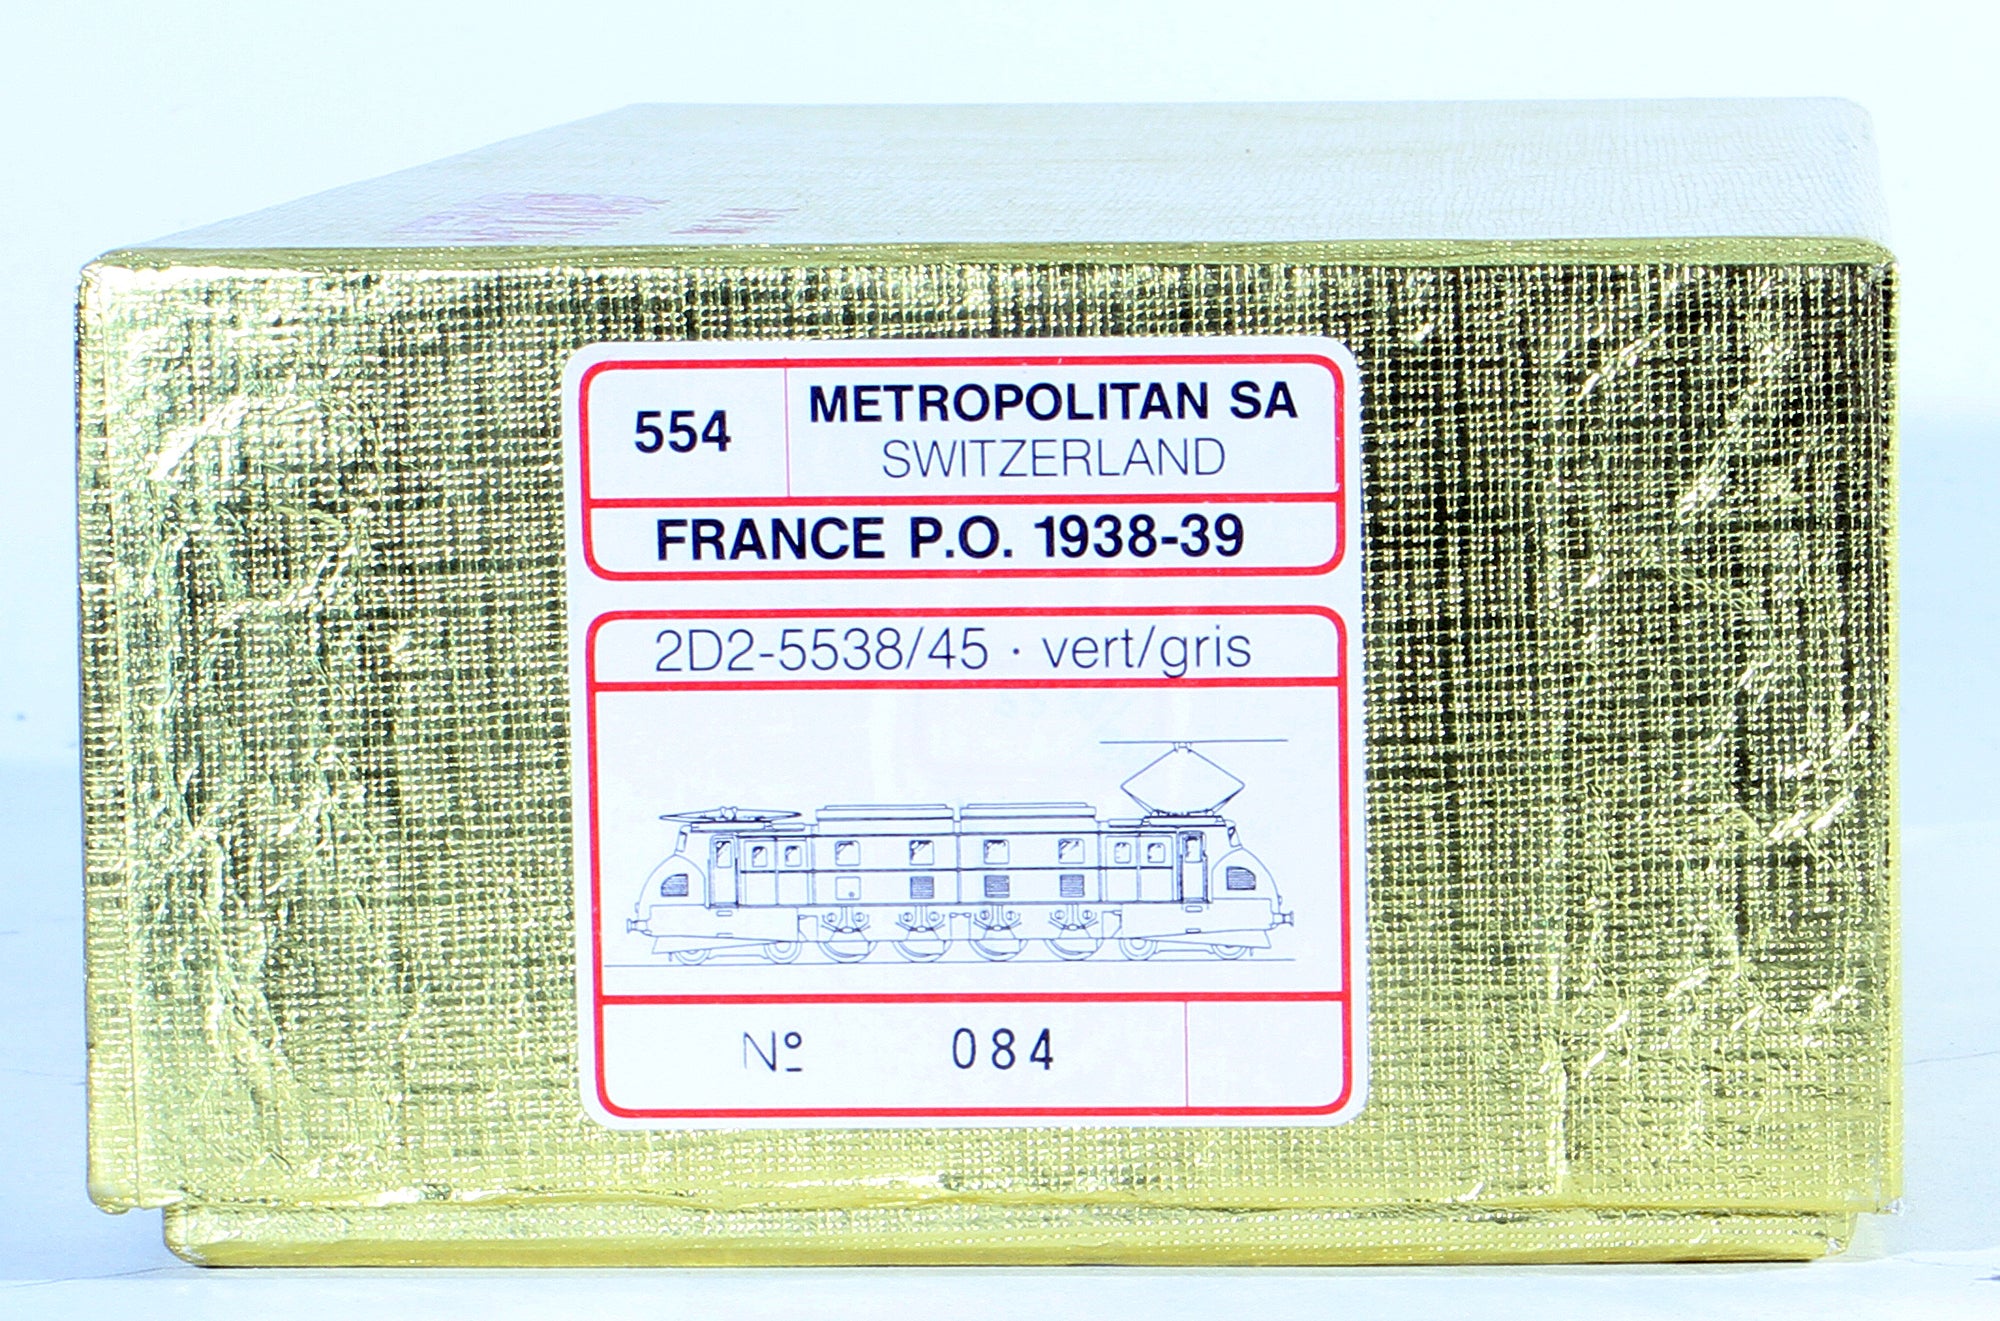 554
METROPOLITAN SA
SWITZERLAND
FRANCE P.O. 1938-39
2D2-5538/45 · vert/gris
Nº 084